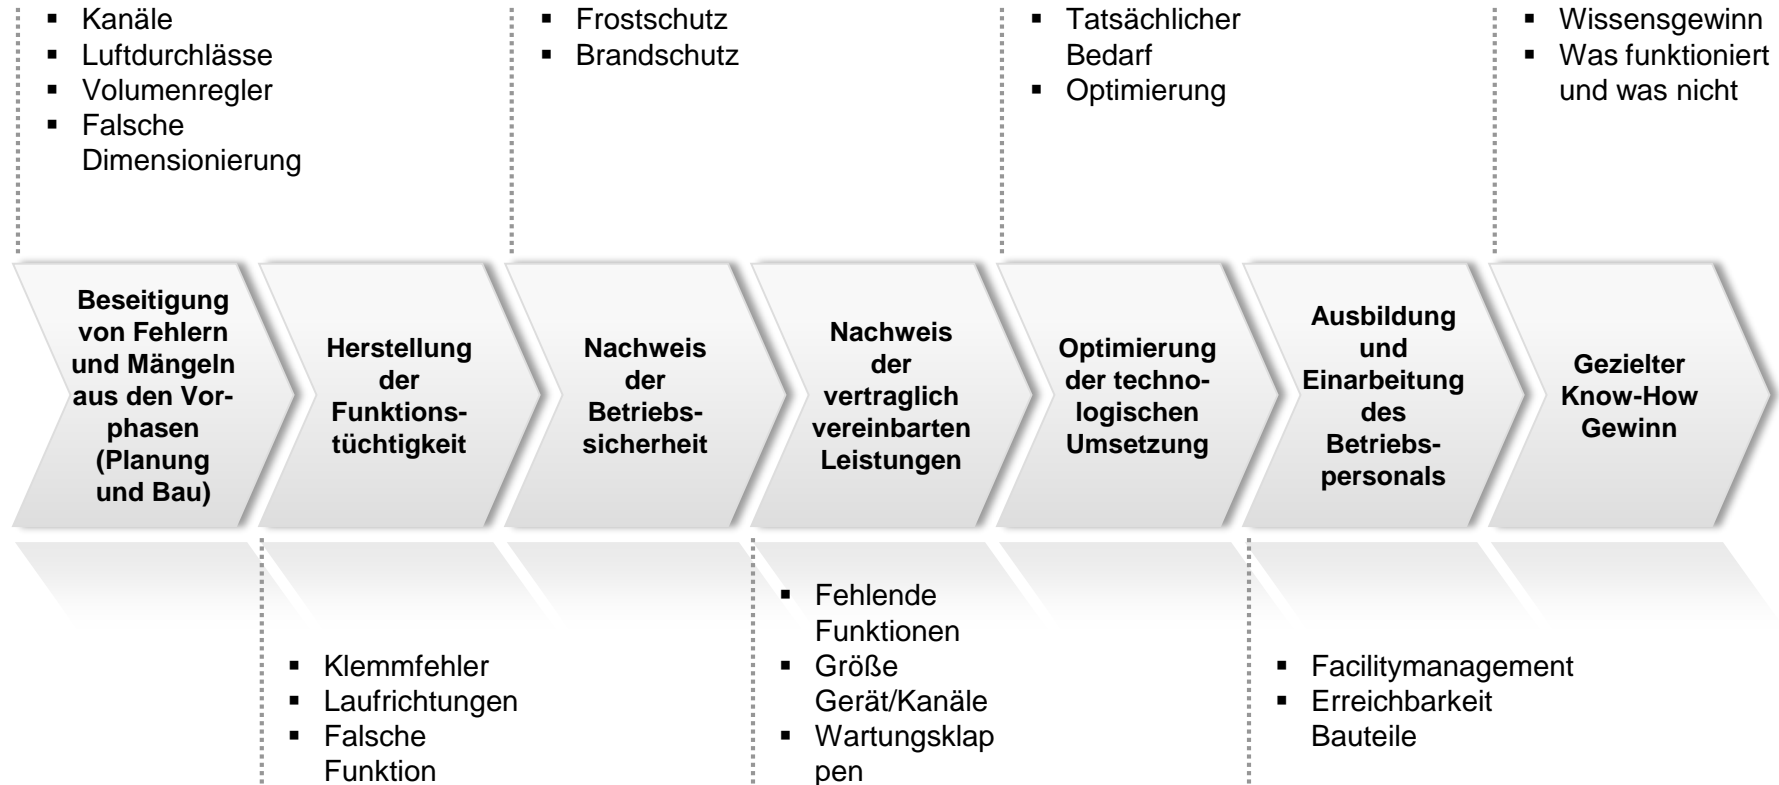 Kanäle
Luftdurchlässe
Volumenregler
Falsche
Dimensionierung
Frostschutz
Brandschutz
Tatsächlicher
Bedarf
Optimierung
Wissensgewinn
Was funktioniert
und was nicht
Beseitigung
von Fehlern
und Mängeln
aus den Vor-
phasen
(Planung
und Bau)
Herstellung
der
Funktions-
tüchtigkeit
Nachweis
der
Betriebs-
sicherheit
Nachweis
der
vertraglich
vereinbarten
Leistungen
Optimierung
der techno-
logischen
Umsetzung
Ausbildung
und
Einarbeitung
des
Betriebs-
personals
Gezielter
Know-How
Gewinn
Klemmfehler
Laufrichtungen
Falsche
Funktion
Fehlende
Funktionen
Größe
Gerät/Kanäle
Wartungsklap
pen
Facilitymanagement
Erreichbarkeit
Bauteile